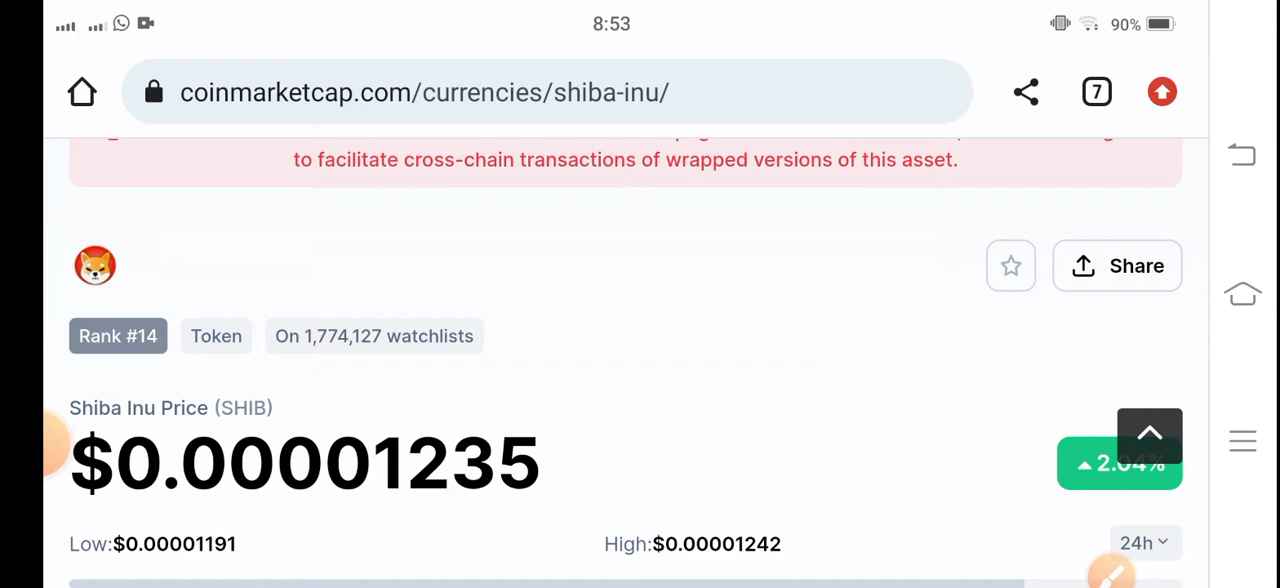 8:53
90%
coinmarketcap.com/currencies/shiba-inu/
7
to facilitate cross-chain transactions of wrapped versions of this asset.
Share
Rank #14
Token
On 1,774,127 watchlists
Shiba Inu Price (SHIB)
$0.00001235
2.04%
Low:$0.00001191
High:$0.00001242
24h